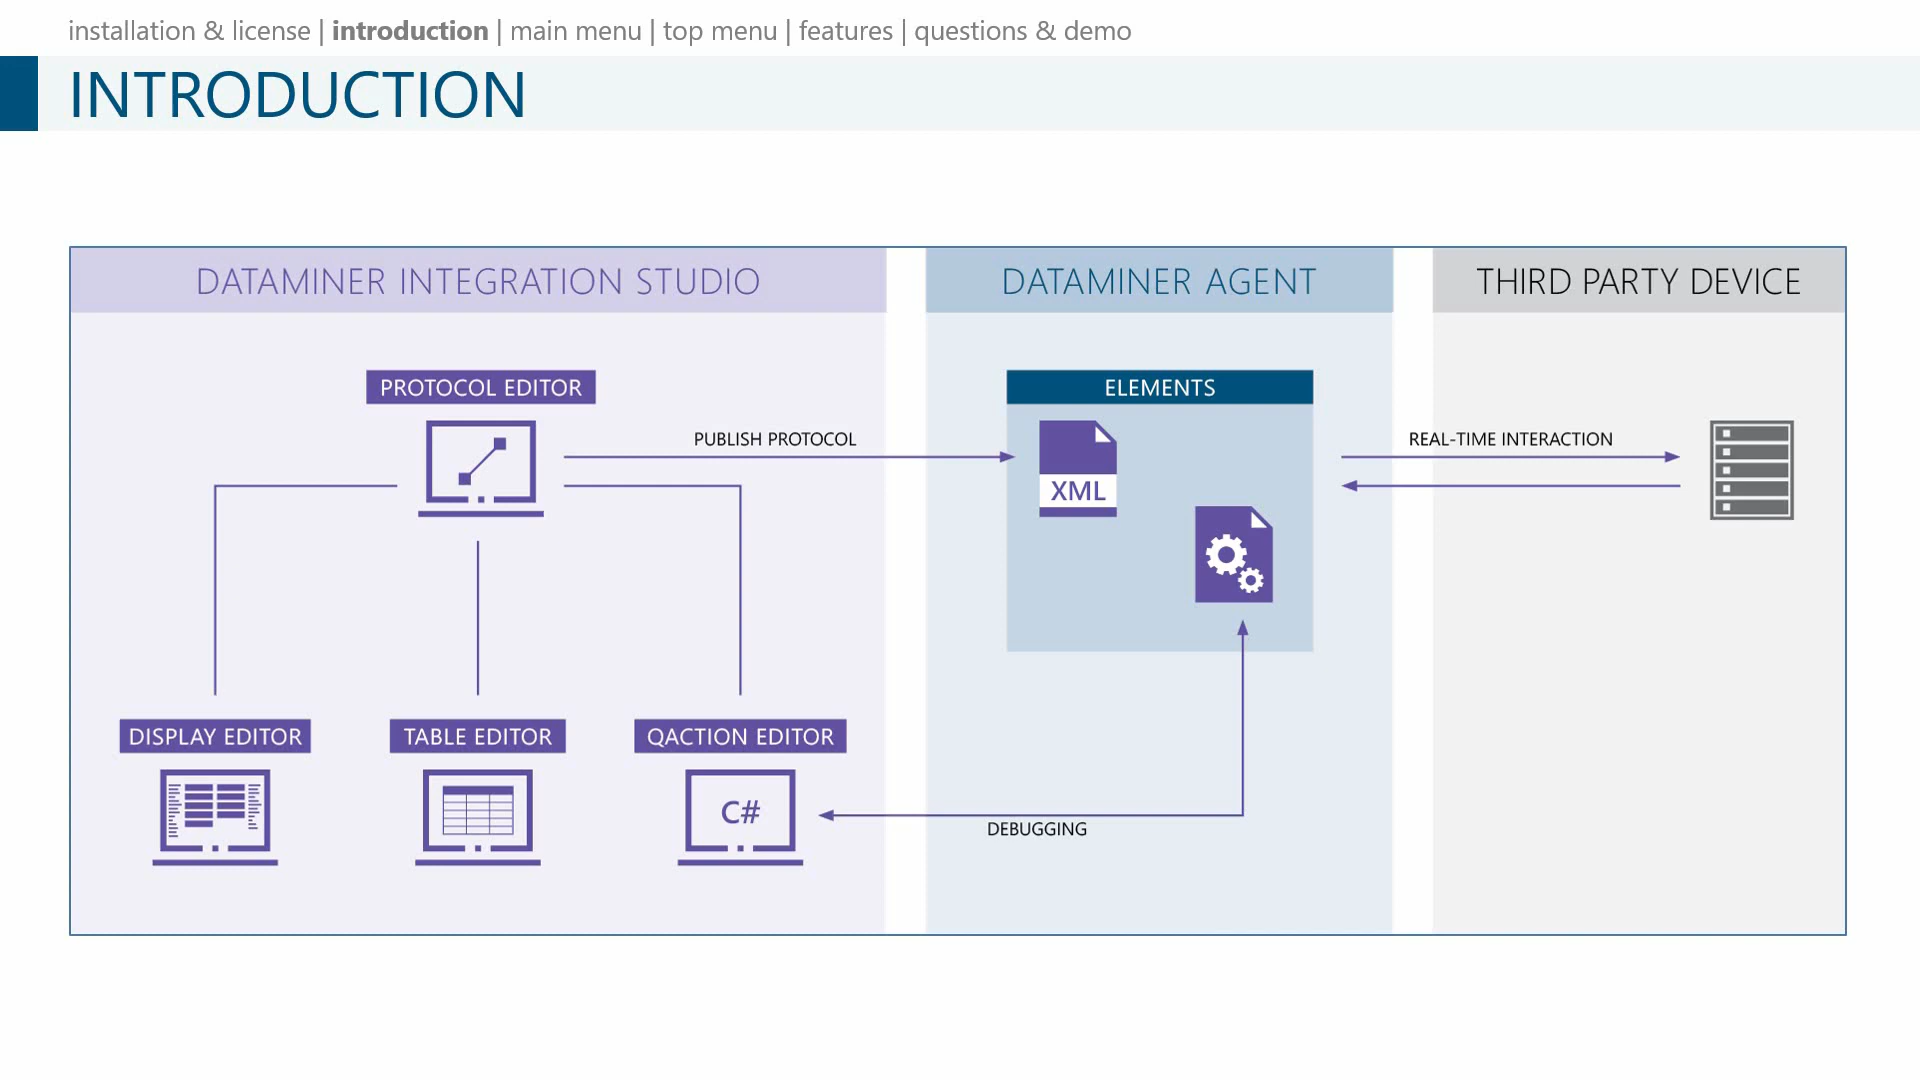 installation & license | introduction | main menu | top menu | features | questions & demo
INTRODUCTION
DATAMINER INTEGRATION STUDIO
DATAMINER AGENT
THIRD PARTY DEVICE
PROTOCOL EDITOR
ELEMENTS
PUBLISH PROTOCOL
REAL-TIME INTERACTION
XML
DISPLAY EDITOR
TABLE EDITOR
QACTION EDITOR
C#
DEBUGGING